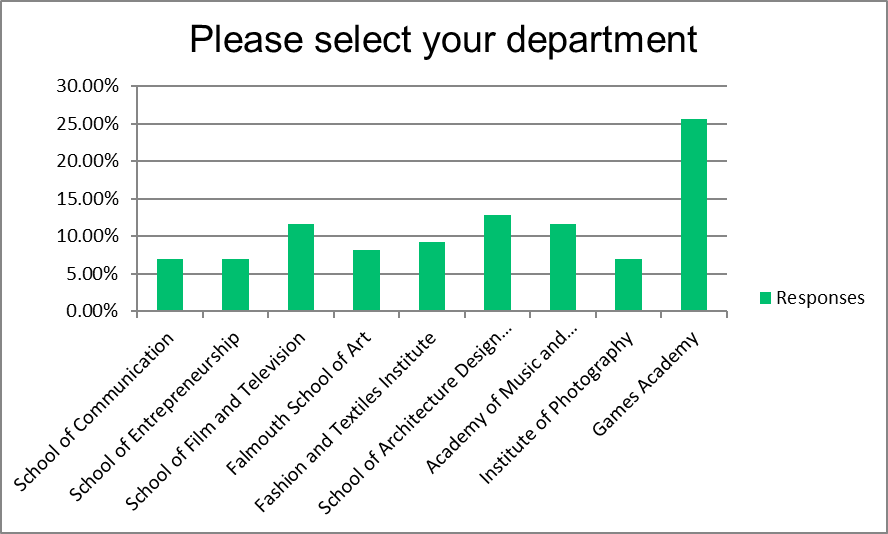 Please select your department
30.00%
25.00%
20.00%
15.00%
10.00%
5.00%
0.00%
Responses
School of Communication
School of Entrepreneurship
School of Film and Television
Falmouth School of Art
Fashion and Textiles Institute
School of Architecture Design...
Academy of Music and...
Institute of Photography
Games Academy